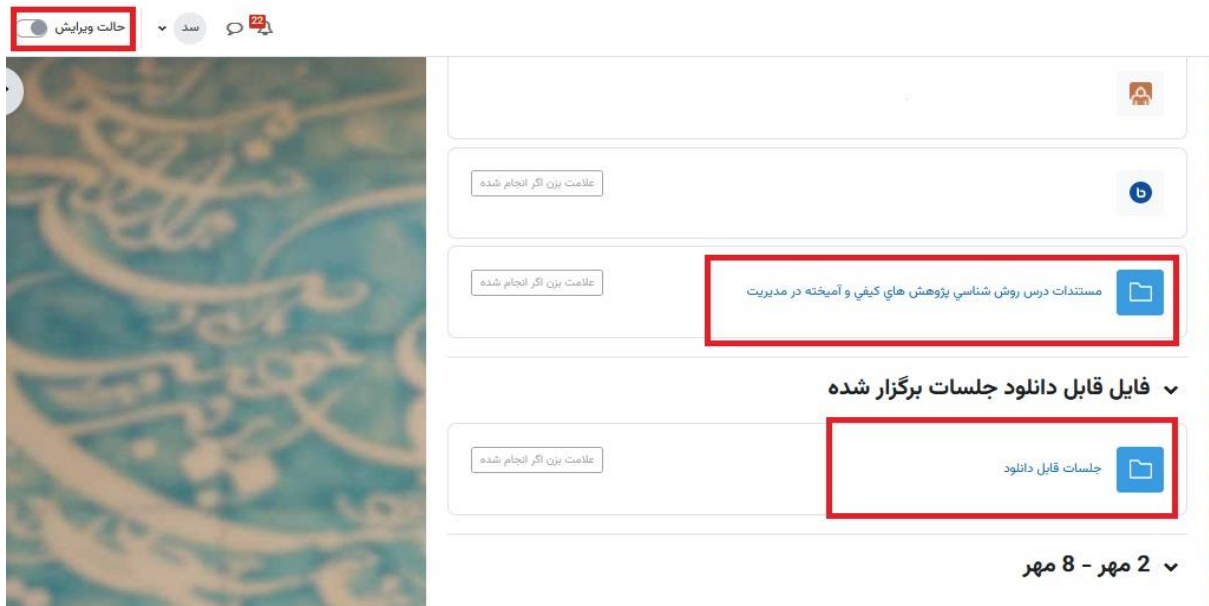 22
سد
حالت ویرایش
علامت بزن اگر انجام شده
مستندات درس روش شناسي پژوهش هاي كيفي و آميخته در مديريت
علامت بزن اگر انجام شده
فایل قابل دانلود جلسات برگزار شده
جلسات قابل دانلود
علامت بزن اگر انجام شده
2 مهر - 8 مهر